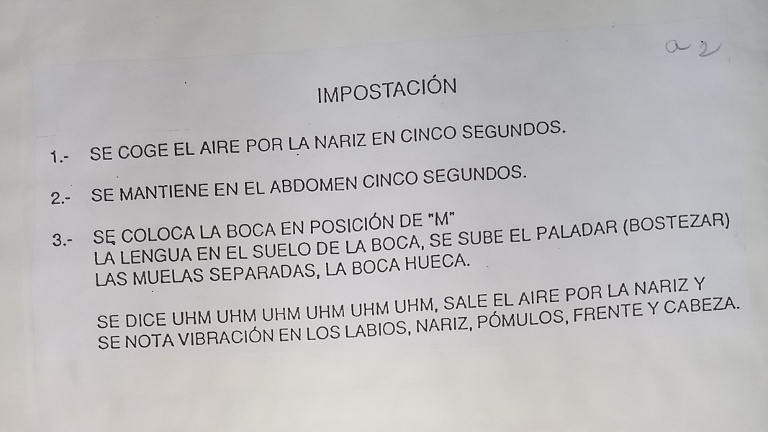 a 2
IMPOSTACIÓN
1.- SE COGE EL AIRE POR LA NARIZ EN CINCO SEGUNDOS.
2.- SE MANTIENE EN EL ABDOMEN CINCO SEGUNDOS.
3.- SE COLOCA LA BOCA EN POSICIÓN DE "M"
LA LENGUA EN EL SUELO DE LA BOCA, SE SUBE EL PALADAR (BOSTEZAR)
LAS MUELAS SEPARADAS, LA BOCA HUECA.
SE DICE UHM UHM UHM UHM UHM UHM, SALE EL AIRE POR LA NARIZ Y
SE NOTA VIBRACIÓN EN LOS LABIOS, NARIZ, PÓMULOS, FRENTE Y CABEZA.